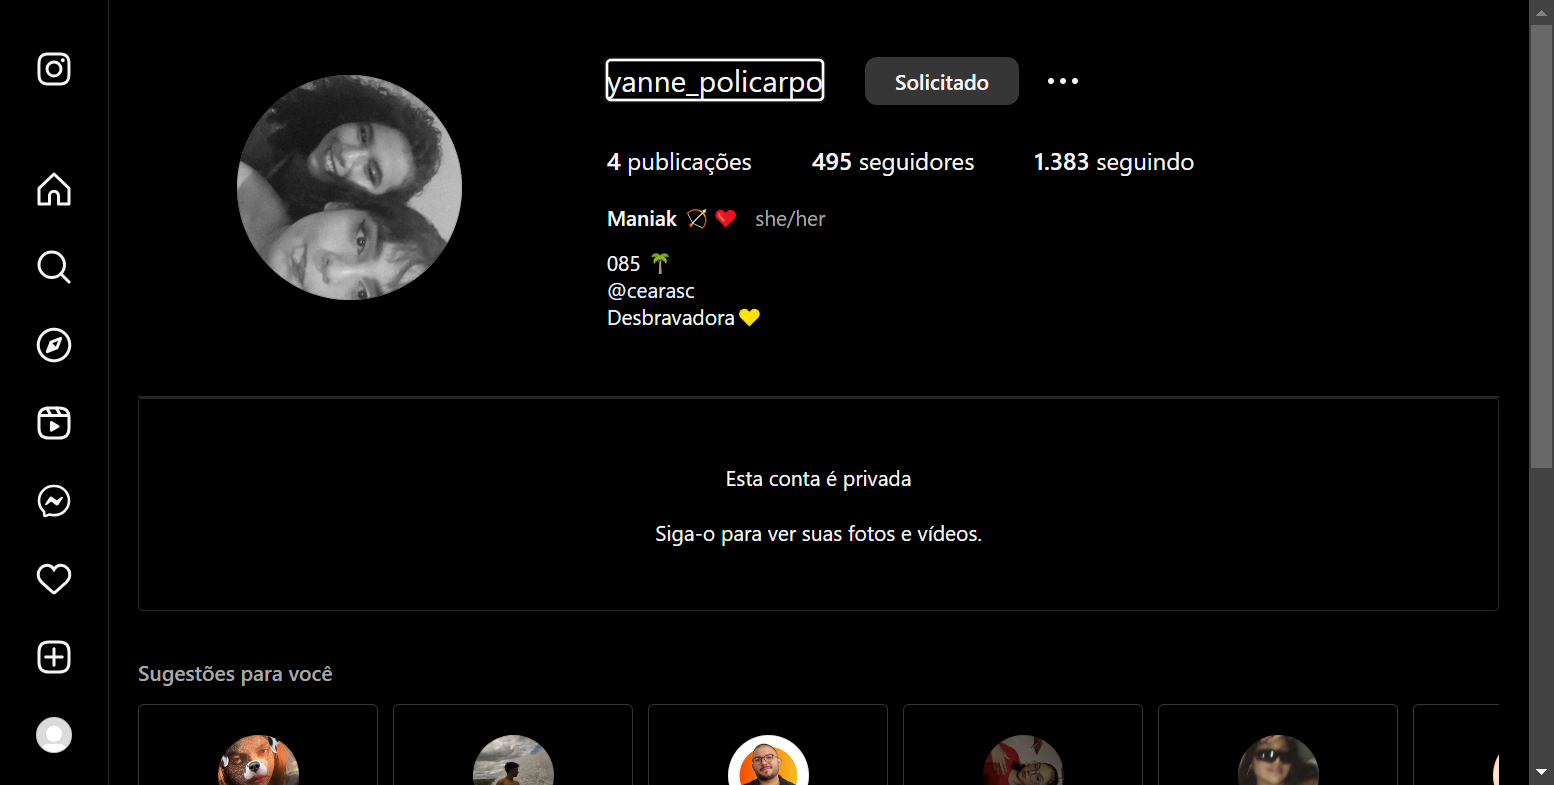 yanne_policarpo Solicitado
4 publicações 495 seguidores 1.383 seguindo
Maniak 🏹 ❤️ she/her
085 🌴
@cearasc
Desbravadora💛
Esta conta é privada
Siga-o para ver suas fotos e vídeos.
Sugestões para você